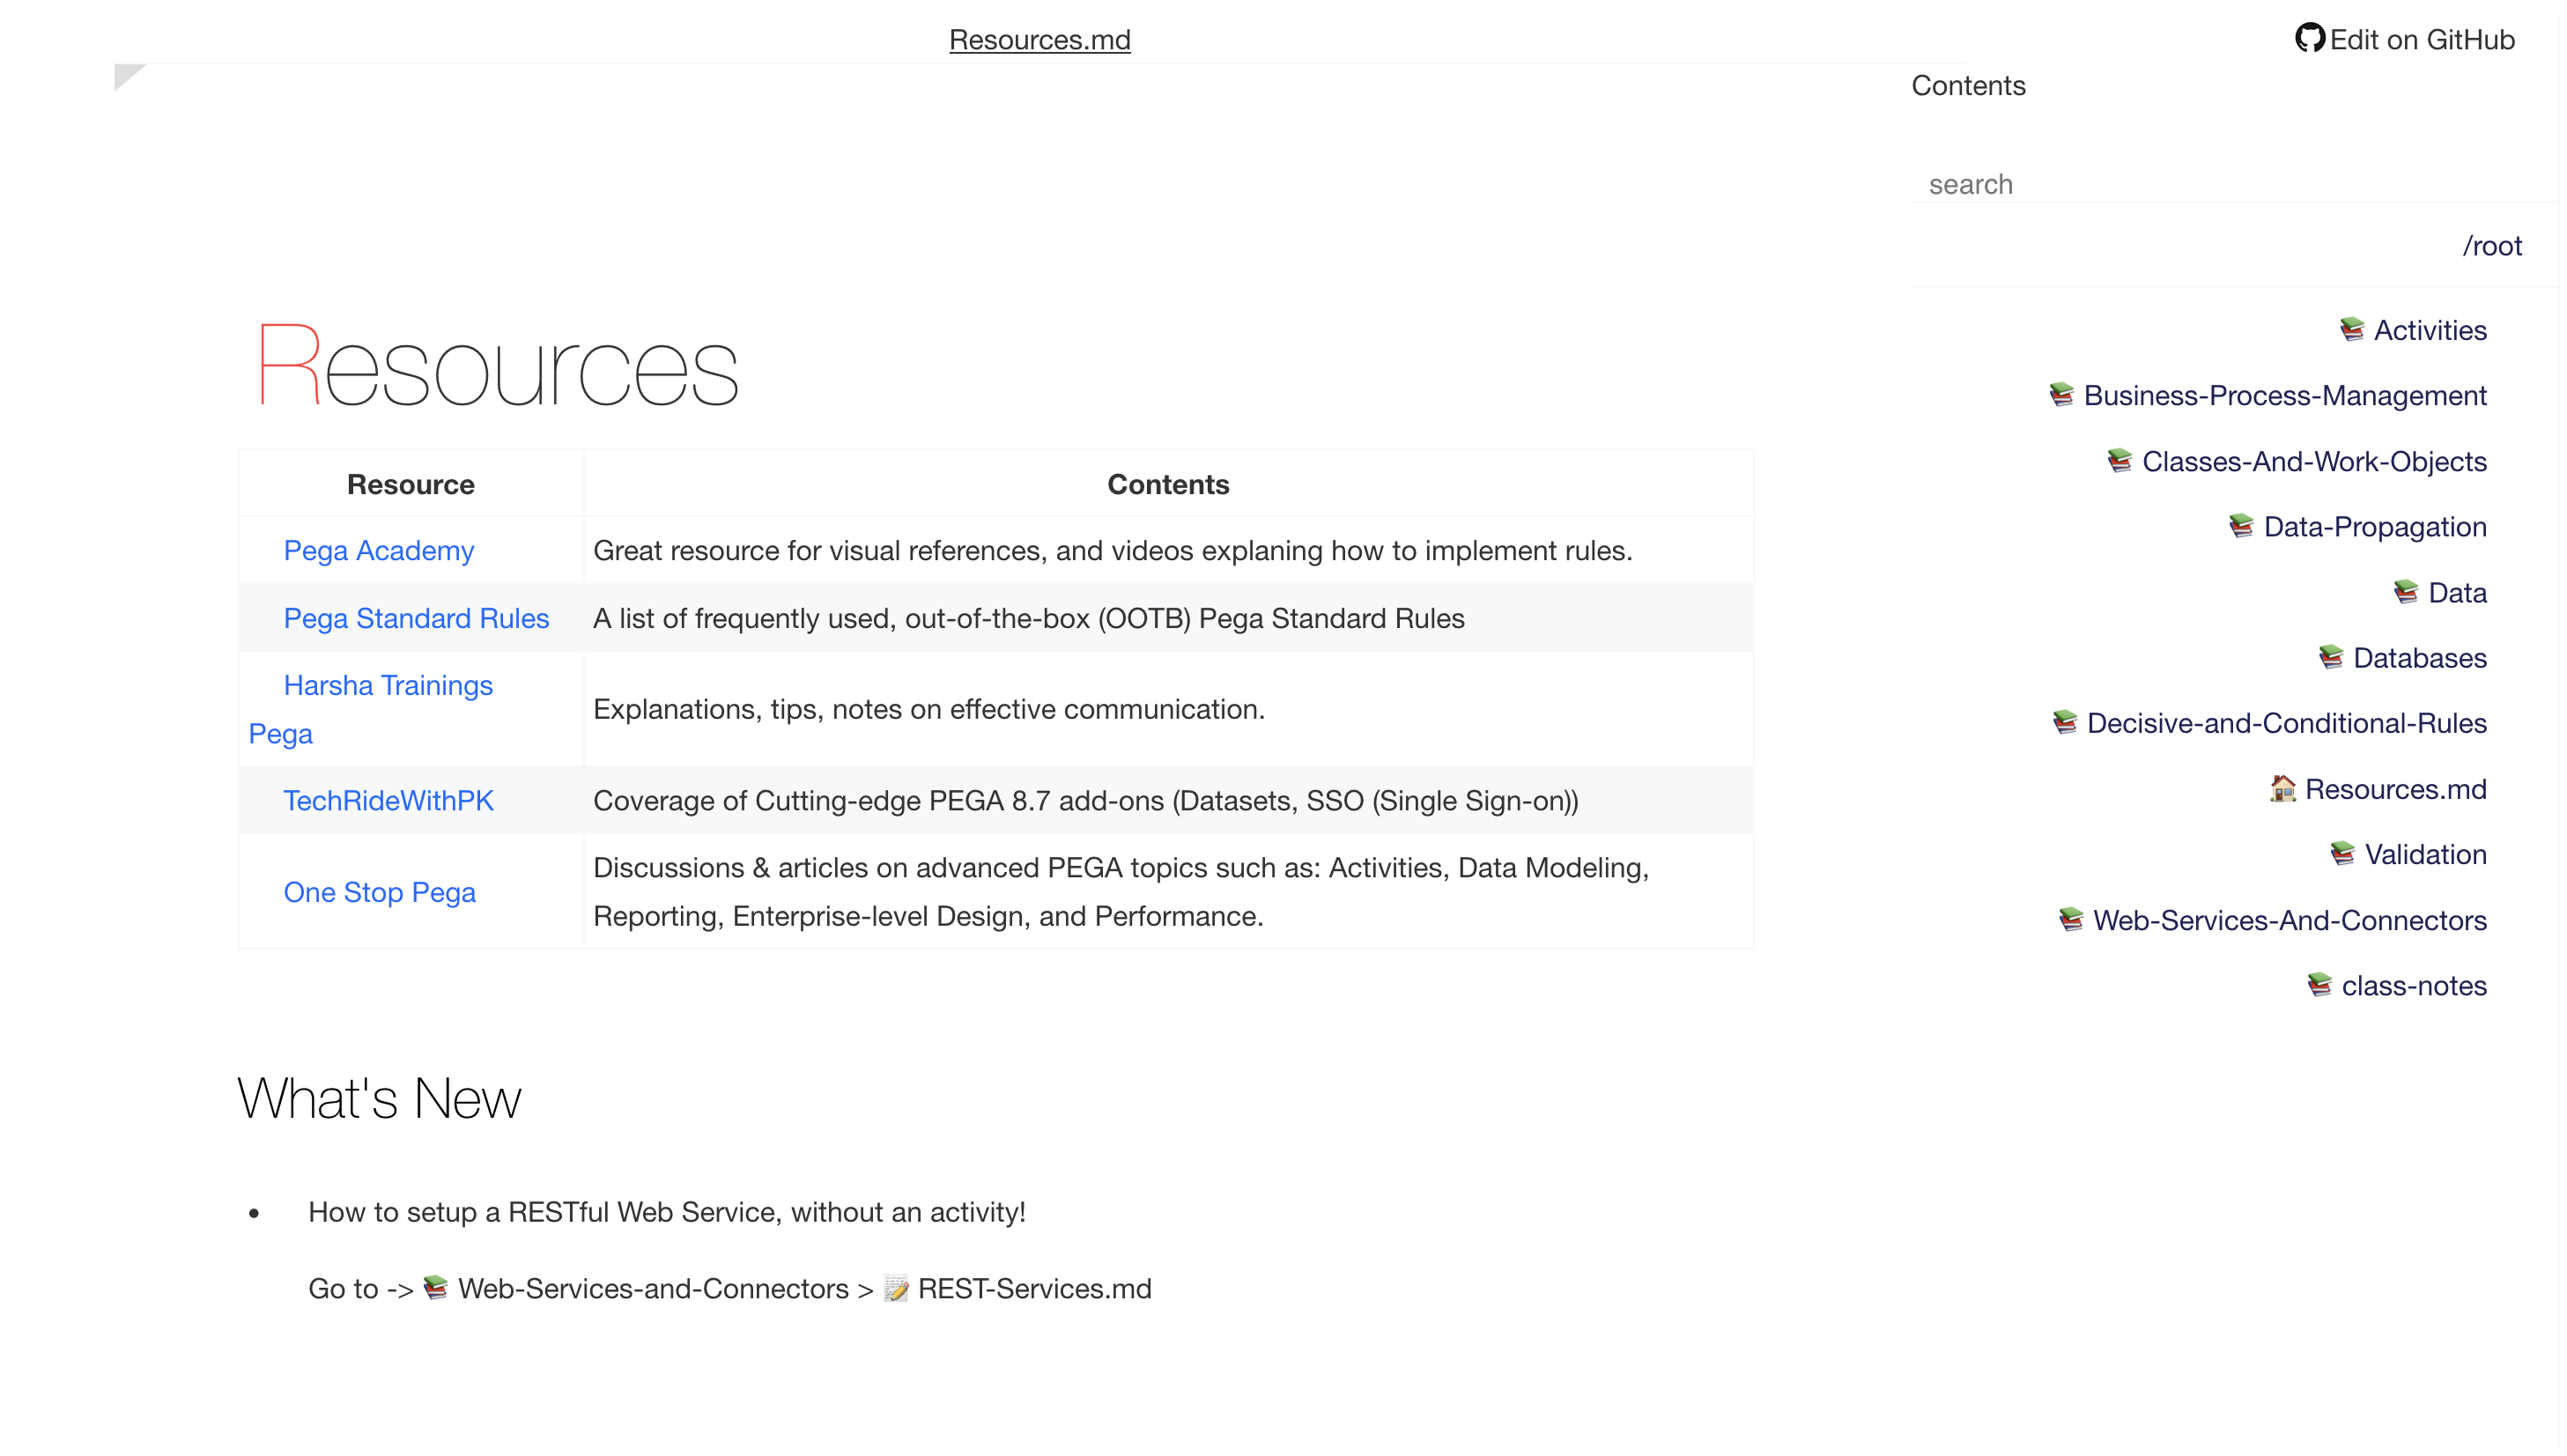 Resources.md
Edit on GitHub
Contents
search
/root
Activities
Business-Process-Management
Classes-And-Work-Objects
Data-Propagation
Data
Databases
Decisive-and-Conditional-Rules
Resources.md
Validation
Web-Services-And-Connectors
class-notes
Resources
Resource Contents
Pega Academy Great resource for visual references, and videos explaning how to implement rules.
Pega Standard Rules A list of frequently used, out-of-the-box (OOTB) Pega Standard Rules
Harsha Trainings
Pega
Explanations, tips, notes on effective communication.
TechRideWithPK Coverage of Cutting-edge PEGA 8.7 add-ons (Datasets, SSO (Single Sign-on))
One Stop Pega
Discussions & articles on advanced PEGA topics such as: Activities, Data Modeling,
Reporting, Enterprise-level Design, and Performance.
What's New
• How to setup a RESTful Web Service, without an activity!
Go to -> 📚 Web-Services-and-Connectors > 📝 REST-Services.md